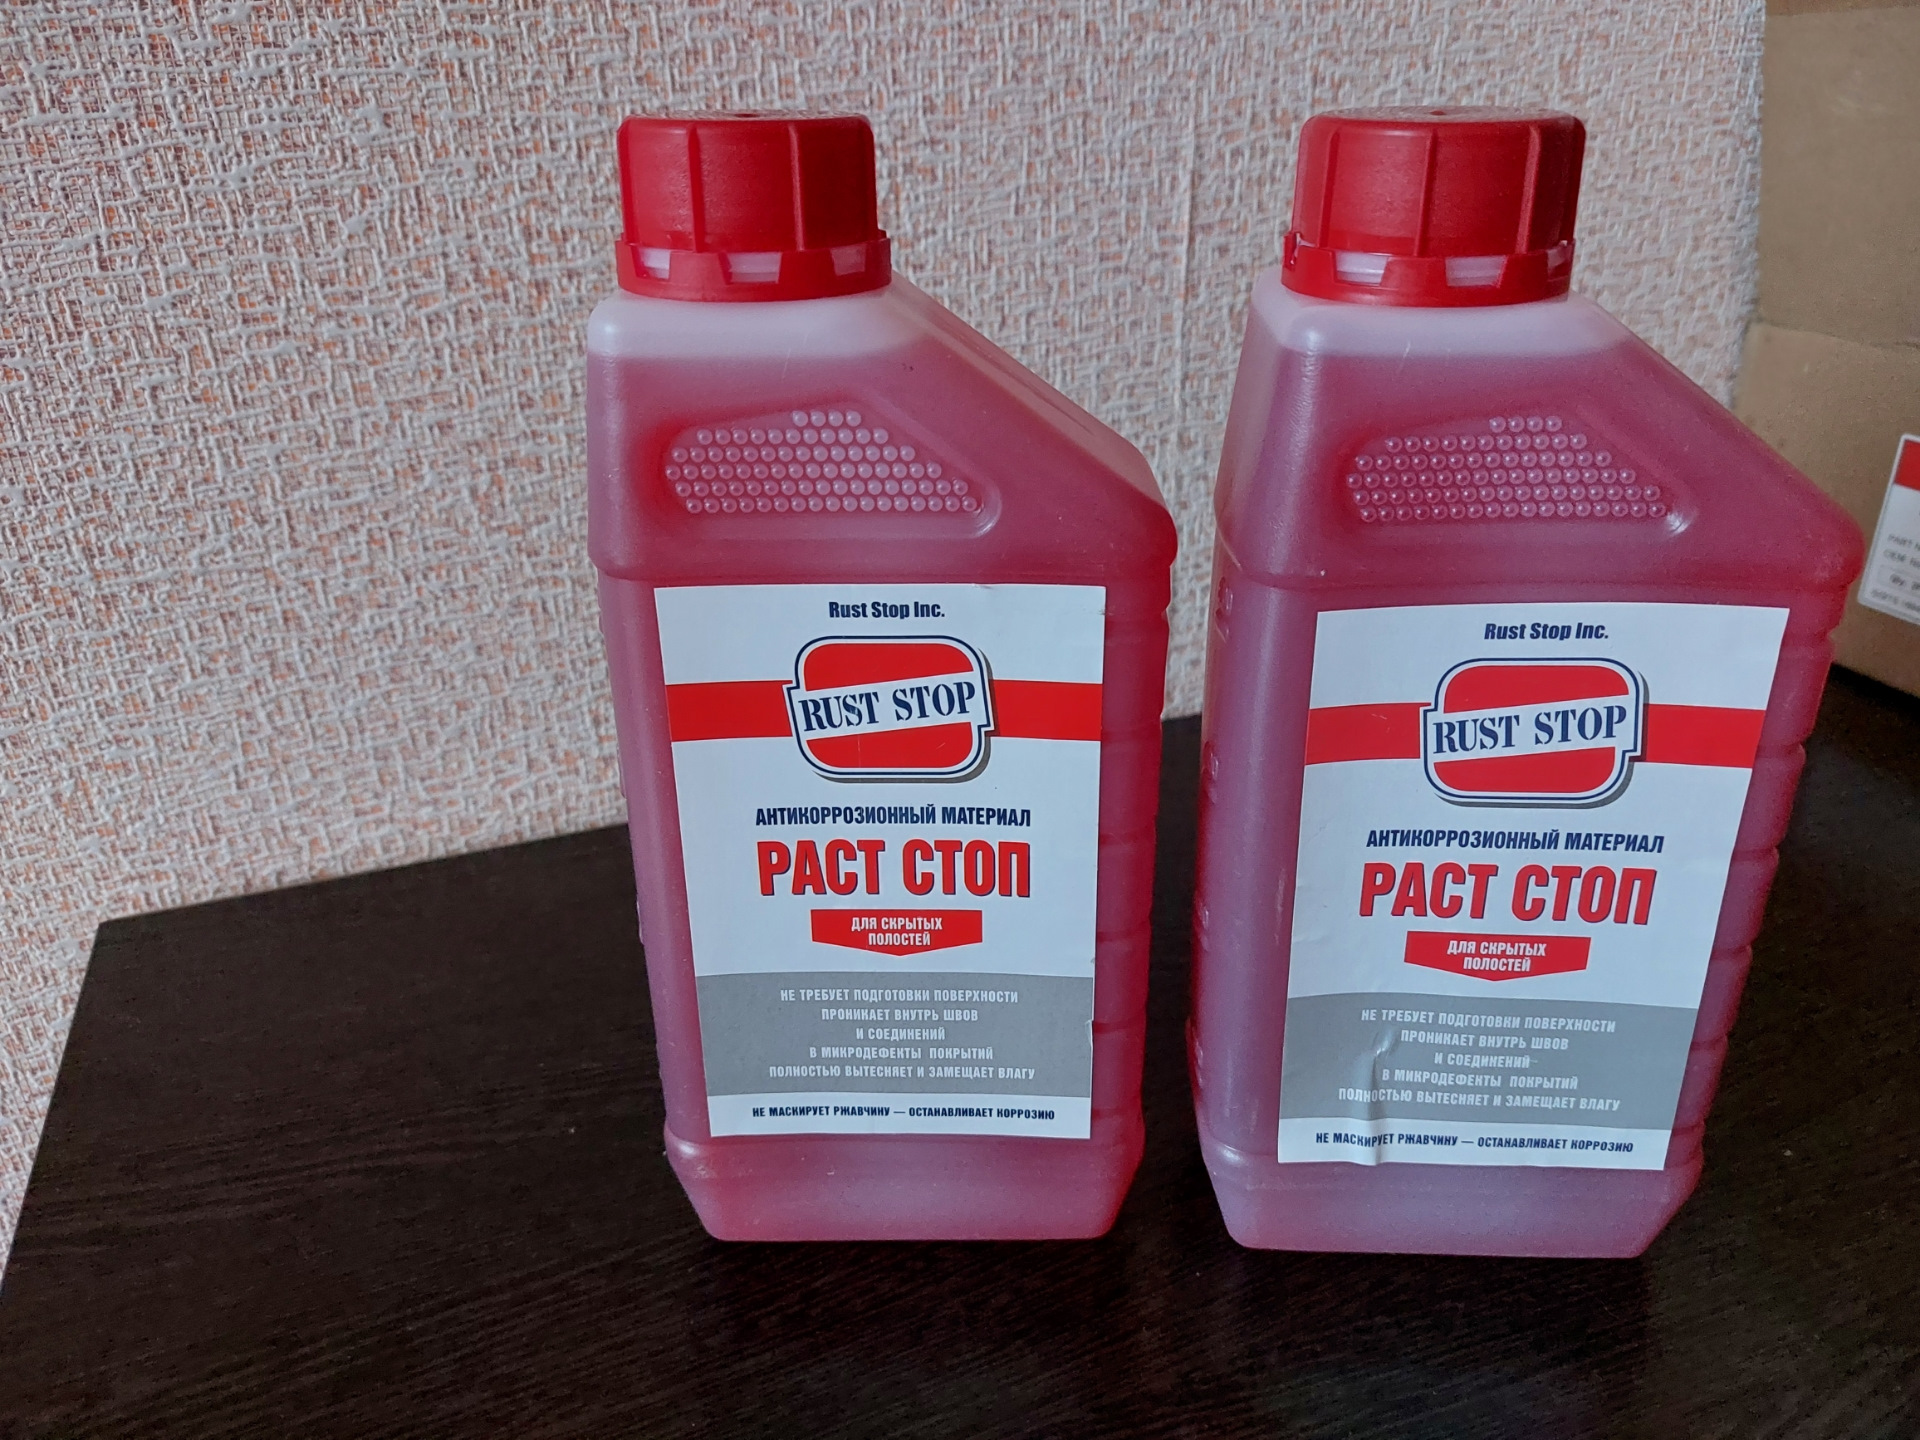 Rust Stop Inc.
RUST STOP
АНТИКОРРОЗИОННЫЙ МАТЕРИАЛ
РАСТ СТОП
ДЛЯ СКРЫТЫХ
ПОЛОСТЕЙ
НЕ ТРЕБУЕТ ПОДГОТОВКИ ПОВЕРХНОСТИ
ПРОНИКАЕТ ВНУТРЬ ШВОВ
И СОЕДИНЕНИЙ
В МИКРОДЕФЕКТЫ ПОКРЫТИЙ
ПОЛНОСТЬЮ ВЫТЕСНЯЕТ И ЗАМЕЩАЕТ ВЛАГУ
НЕ МАСКИРУЕТ РЖАВЧИНУ — ОСТАНАВЛИВАЕТ КОРРОЗИЮ
Rust Stop Inc.
RUST STOP
АНТИКОРРОЗИОННЫЙ МАТЕРИАЛ
РАСТ СТОП
ДЛЯ СКРЫТЫХ
ПОЛОСТЕЙ
НЕ ТРЕБУЕТ ПОДГОТОВКИ ПОВЕРХНОСТИ
ПРОНИКАЕТ ВНУТРЬ ШВОВ
И СОЕДИНЕНИЙ
В МИКРОДЕФЕКТЫ ПОКРЫТИЙ
ПОЛНОСТЬЮ ВЫТЕСНЯЕТ И ЗАМЕЩАЕТ ВЛАГУ
НЕ МАСКИРУЕТ РЖАВЧИНУ — ОСТАНАВЛИВАЕТ КОРРОЗИЮ
PART